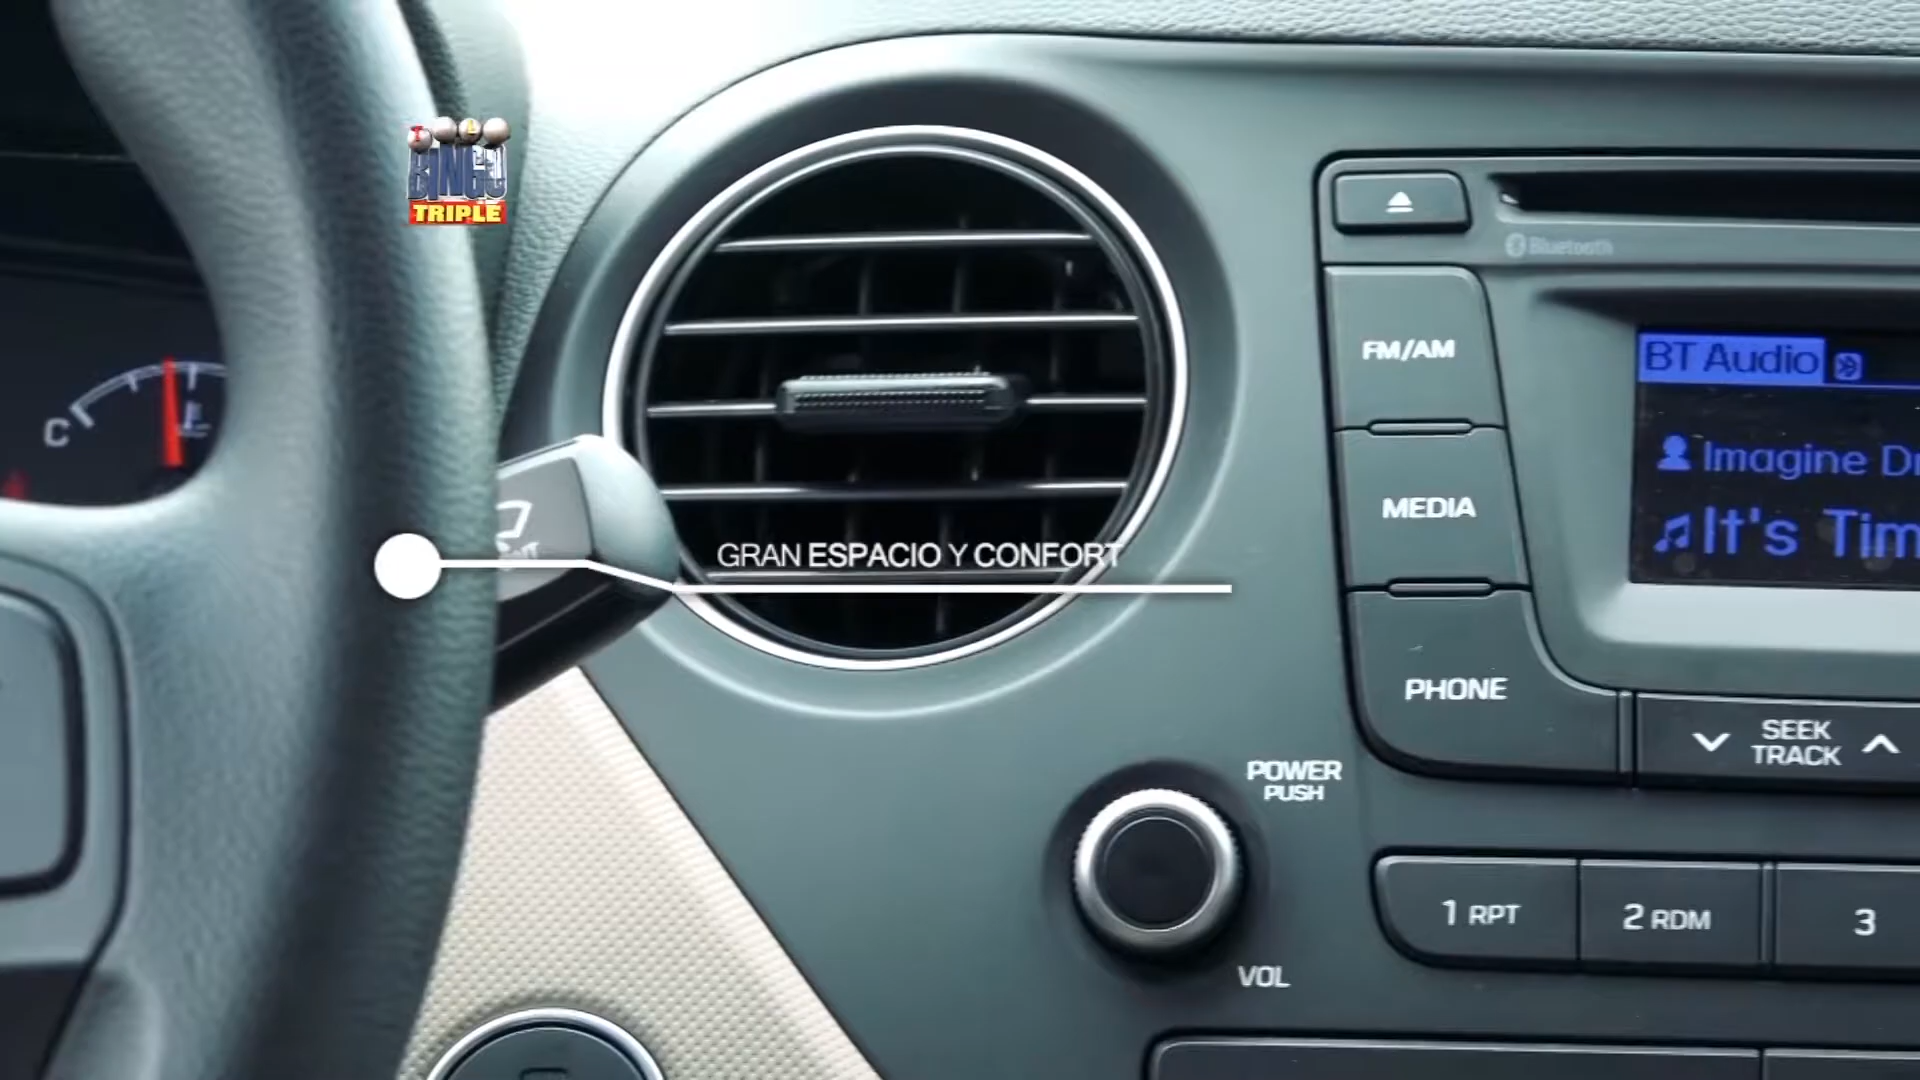 BINGO
TRIPLE
Bluetooth
FM/AM
BT Audio
C
Imagine Dr
MEDIA
It's Tim
GRAN ESPACIO Y CONFORT
PHONE
SEEK
TRACK
POWER
PUSH
1 RPT
2 RDM
3
VOL